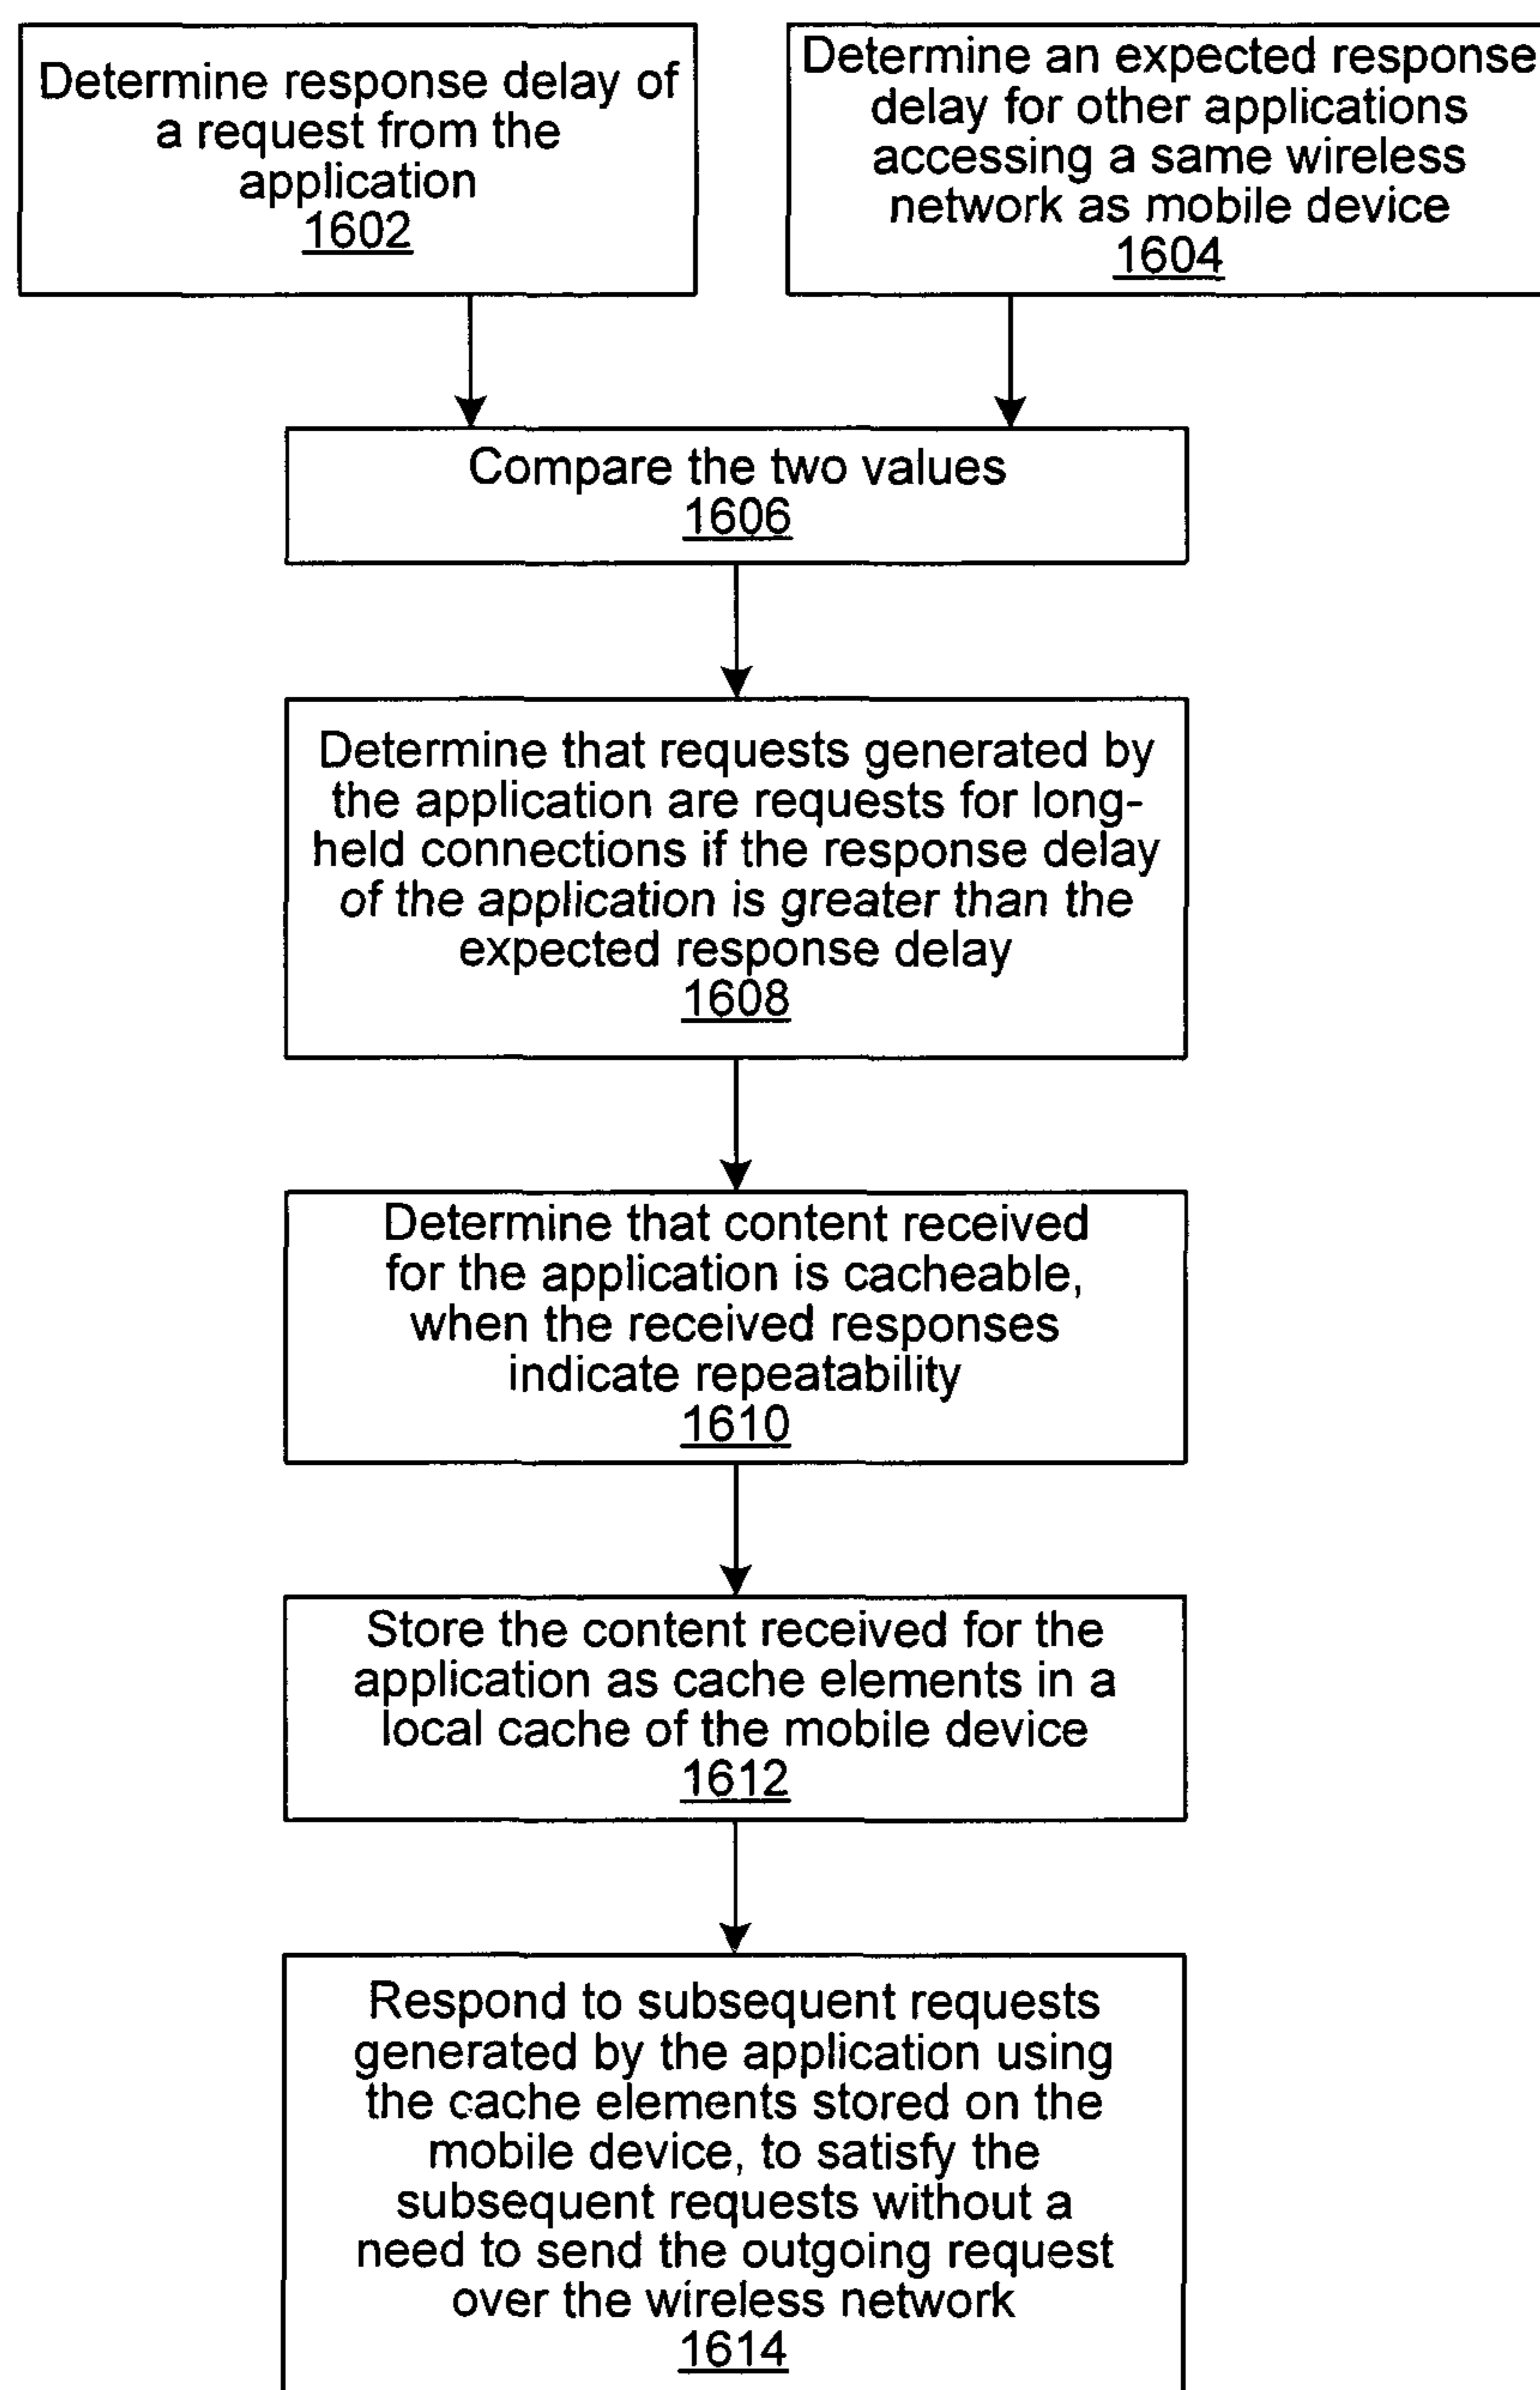 Determine response delay of
a request from the
application
1602
Determine an expected response
delay for other applications
accessing a same wireless
network as mobile device
1604
Compare the two values
1606
Determine that requests generated by
the application are requests for long-
held connections if the response delay
of the application is greater than the
expected response delay
1608
Determine that content received
for the application is cacheable,
when the received responses
indicate repeatability
1610
Store the content received for the
application as cache elements in a
local cache of the mobile device
1612
Respond to subsequent requests
generated by the application using
the cache elements stored on the
mobile device, to satisfy the
subsequent requests without a
need to send the outgoing request
over the wireless network
1614